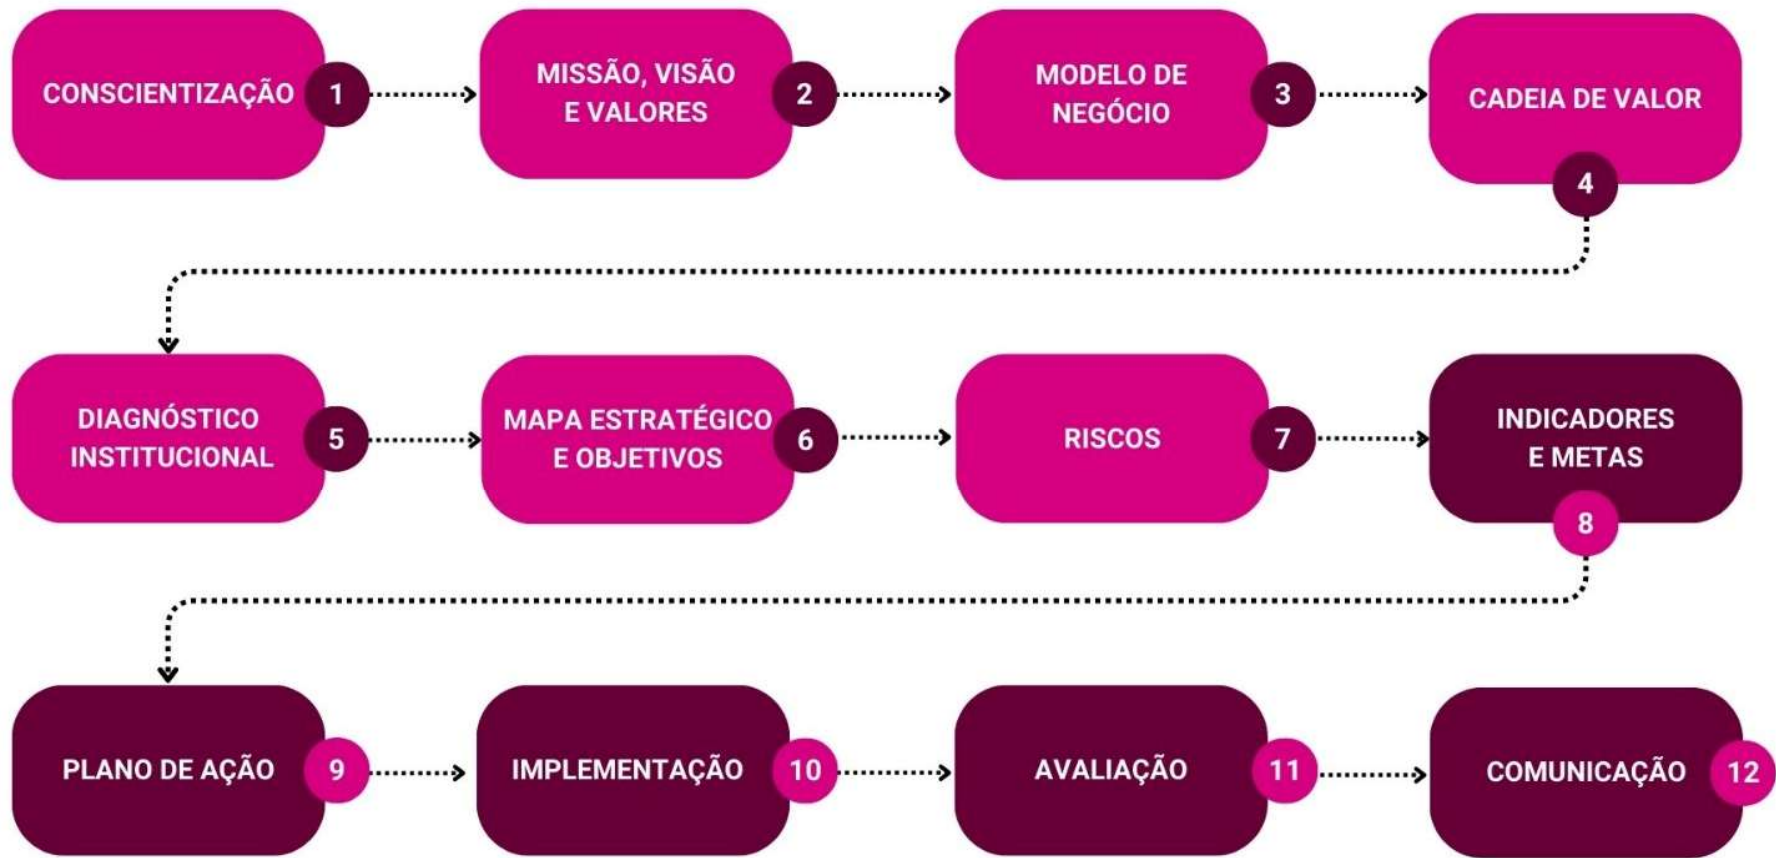 CONSCIENTIZAÇÃO
1
MISSÃO, VISÃO
E VALORES
2
MODELO DE
NEGÓCIO
3
CADEIA DE VALOR
4
DIAGNÓSTICO
INSTITUCIONAL
5
MAPA ESTRATÉGICO
E OBJETIVOS
6
RISCOS
7
INDICADORES
E METAS
8
PLANO DE AÇÃO
9
IMPLEMENTAÇÃO
10
AVALIAÇÃO
11
COMUNICAÇÃO
12